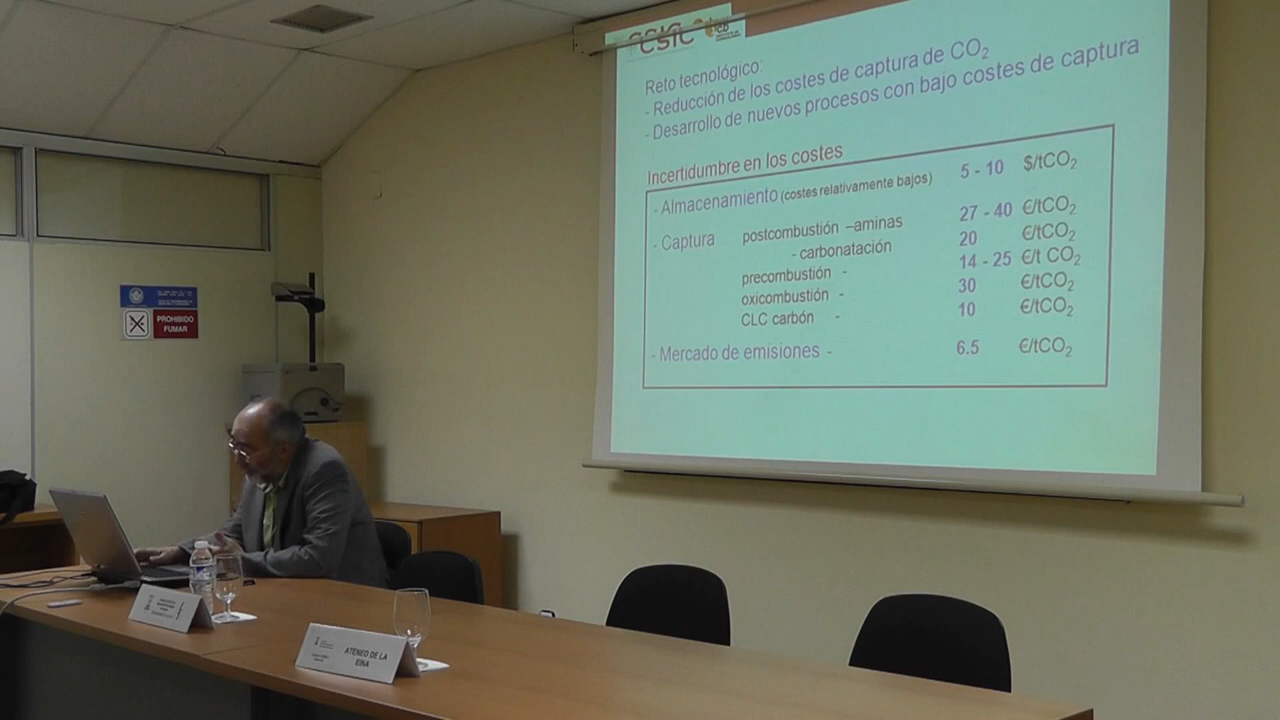 CSIC ICB
Reto tecnológico:
- Reducción de los costes de captura de CO₂
- Desarrollo de nuevos procesos con bajo costes de captura
Incertidumbre en los costes
- Almacenamiento (costes relativamente bajos) 5 - 10 $/tCO₂
- Captura postcombustión –aminas 27 - 40 €/tCO₂
- carbonatación 20 €/tCO₂
precombustión - 14 - 25 €/t CO₂
oxicombustión - 30 €/tCO₂
CLC carbón - 10 €/tCO₂
- Mercado de emisiones - 6.5 €/tCO₂
PROHIBIDO
FUMAR
ATENEO DE LA
EINA